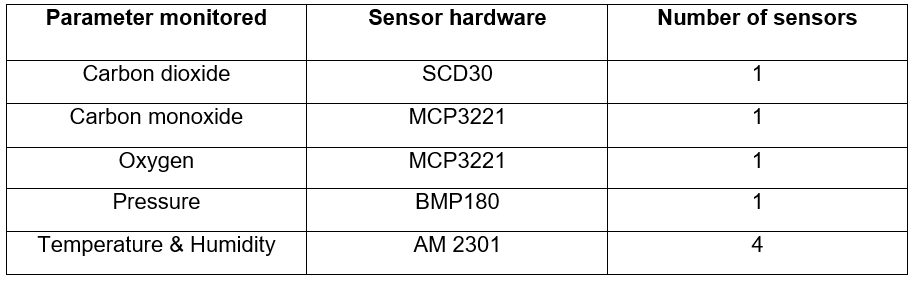 Parameter monitored Sensor hardware Number of sensors
Carbon dioxide SCD30 1
Carbon monoxide MCP3221 1
Oxygen MCP3221 1
Pressure BMP180 1
Temperature & Humidity AM 2301 4